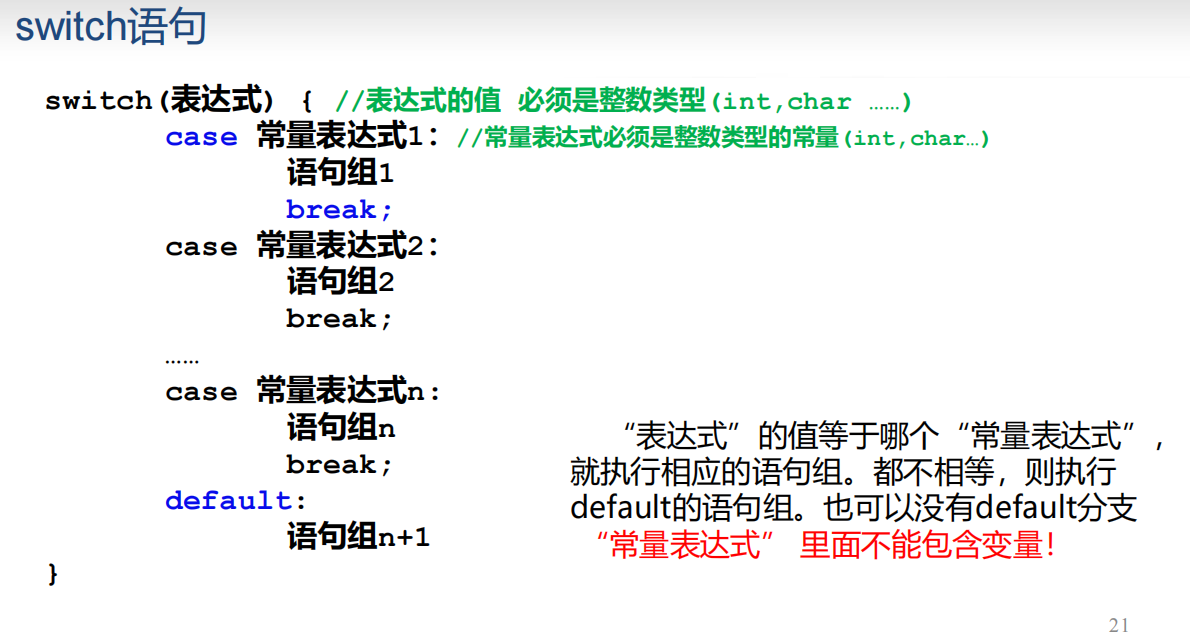 switch语句
switch(表达式) { //表达式的值 必须是整数类型(int,char ……)
case 常量表达式1: //常量表达式必须是整数类型的常量(int,char…)
语句组1
break;
case 常量表达式2:
语句组2
break;
……
case 常量表达式n:
语句组n
break;
default:
语句组n+1
}
“表达式”的值等于哪个“常量表达式”,
就执行相应的语句组。都不相等，则执行
default的语句组。也可以没有default分支
“常量表达式” 里面不能包含变量!
21